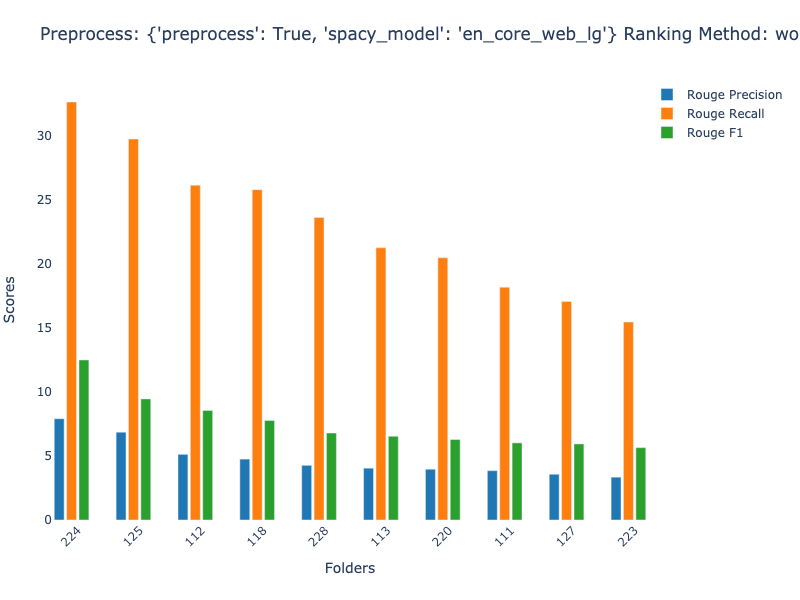 Preprocess: {'preprocess': True, 'spacy_model': 'en_core_web_lg'} Ranking Method: wo
Rouge Precision
Rouge Recall
Rouge F1
Scores
30
25
20
15
10
5
0
224
125
112
118
228
113
220
111
127
223
Folders